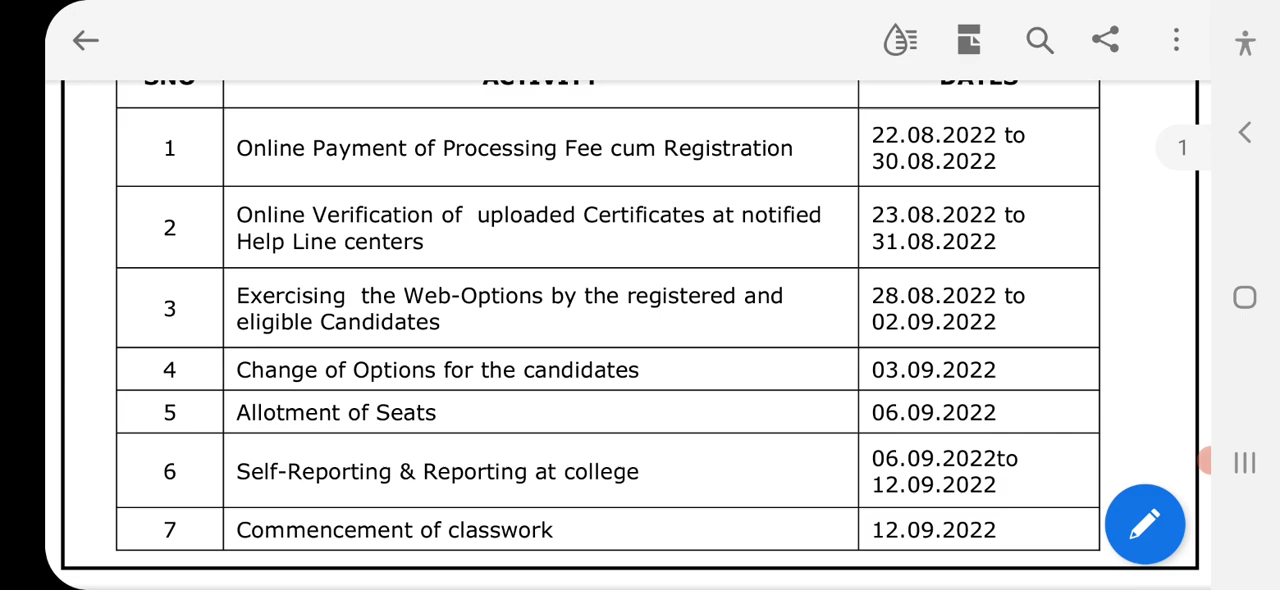 SNO ACTIVITY DATES
1 Online Payment of Processing Fee cum Registration 22.08.2022 to
30.08.2022
2 Online Verification of uploaded Certificates at notified
Help Line centers 23.08.2022 to
31.08.2022
3 Exercising the Web-Options by the registered and
eligible Candidates 28.08.2022 to
02.09.2022
4 Change of Options for the candidates 03.09.2022
5 Allotment of Seats 06.09.2022
6 Self-Reporting & Reporting at college 06.09.2022to
12.09.2022
7 Commencement of classwork 12.09.2022
1